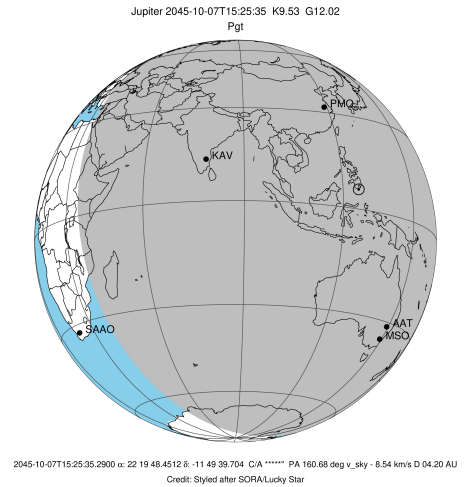 Jupiter 2045-10-07T15:25:35 K9.53 G12.02
Pgt
PMO
KAV
SAAO
AAT
MSO
2045-10-07T15:25:35.2900 α: 22 19 48.4512 δ: -11 49 39.704 C/A *****" PA 160.68 deg v_sky - 8.54 km/s D 04.20 AU
Credit: Styled after SORA/Lucky Star